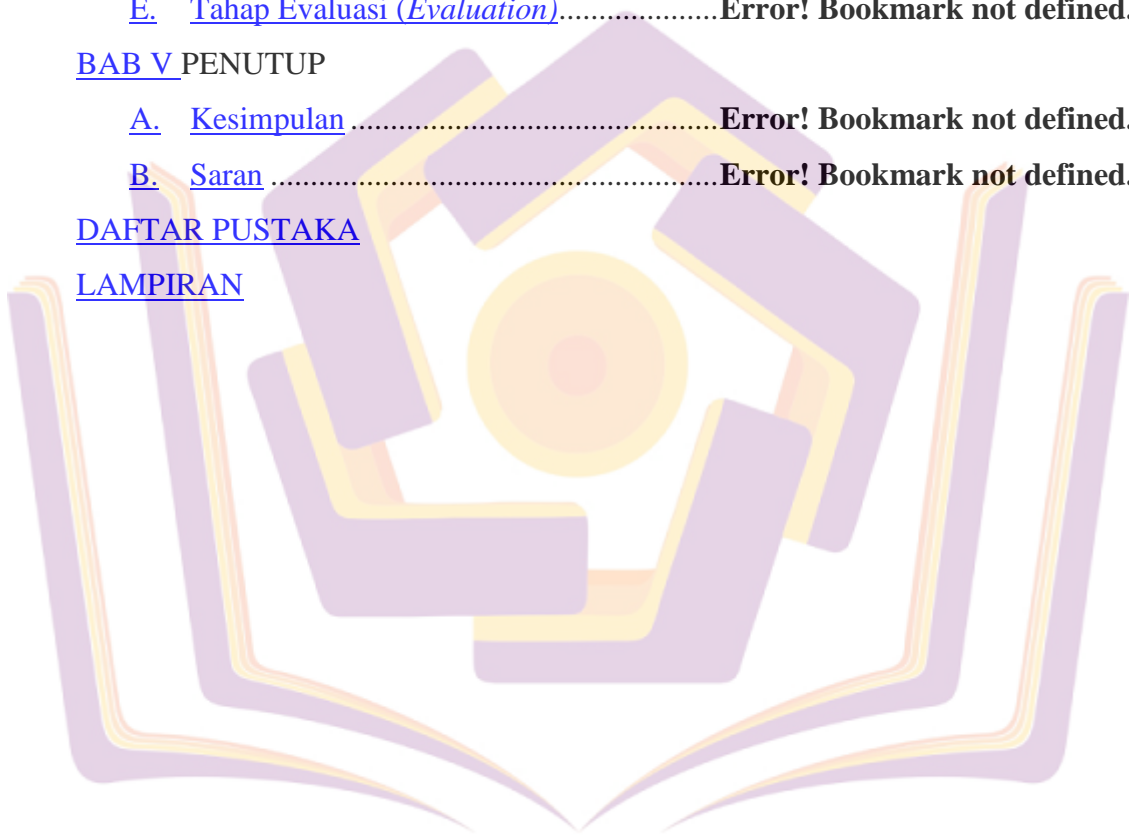 E. Tahap Evaluasi (Evaluation)...................Error! Bookmark not defined.
BAB V PENUTUP
A. Kesimpulan.......................................Error! Bookmark not defined.
B. Saran...............................................Error! Bookmark not defined.
DAFTAR PUSTAKA
LAMPIRAN